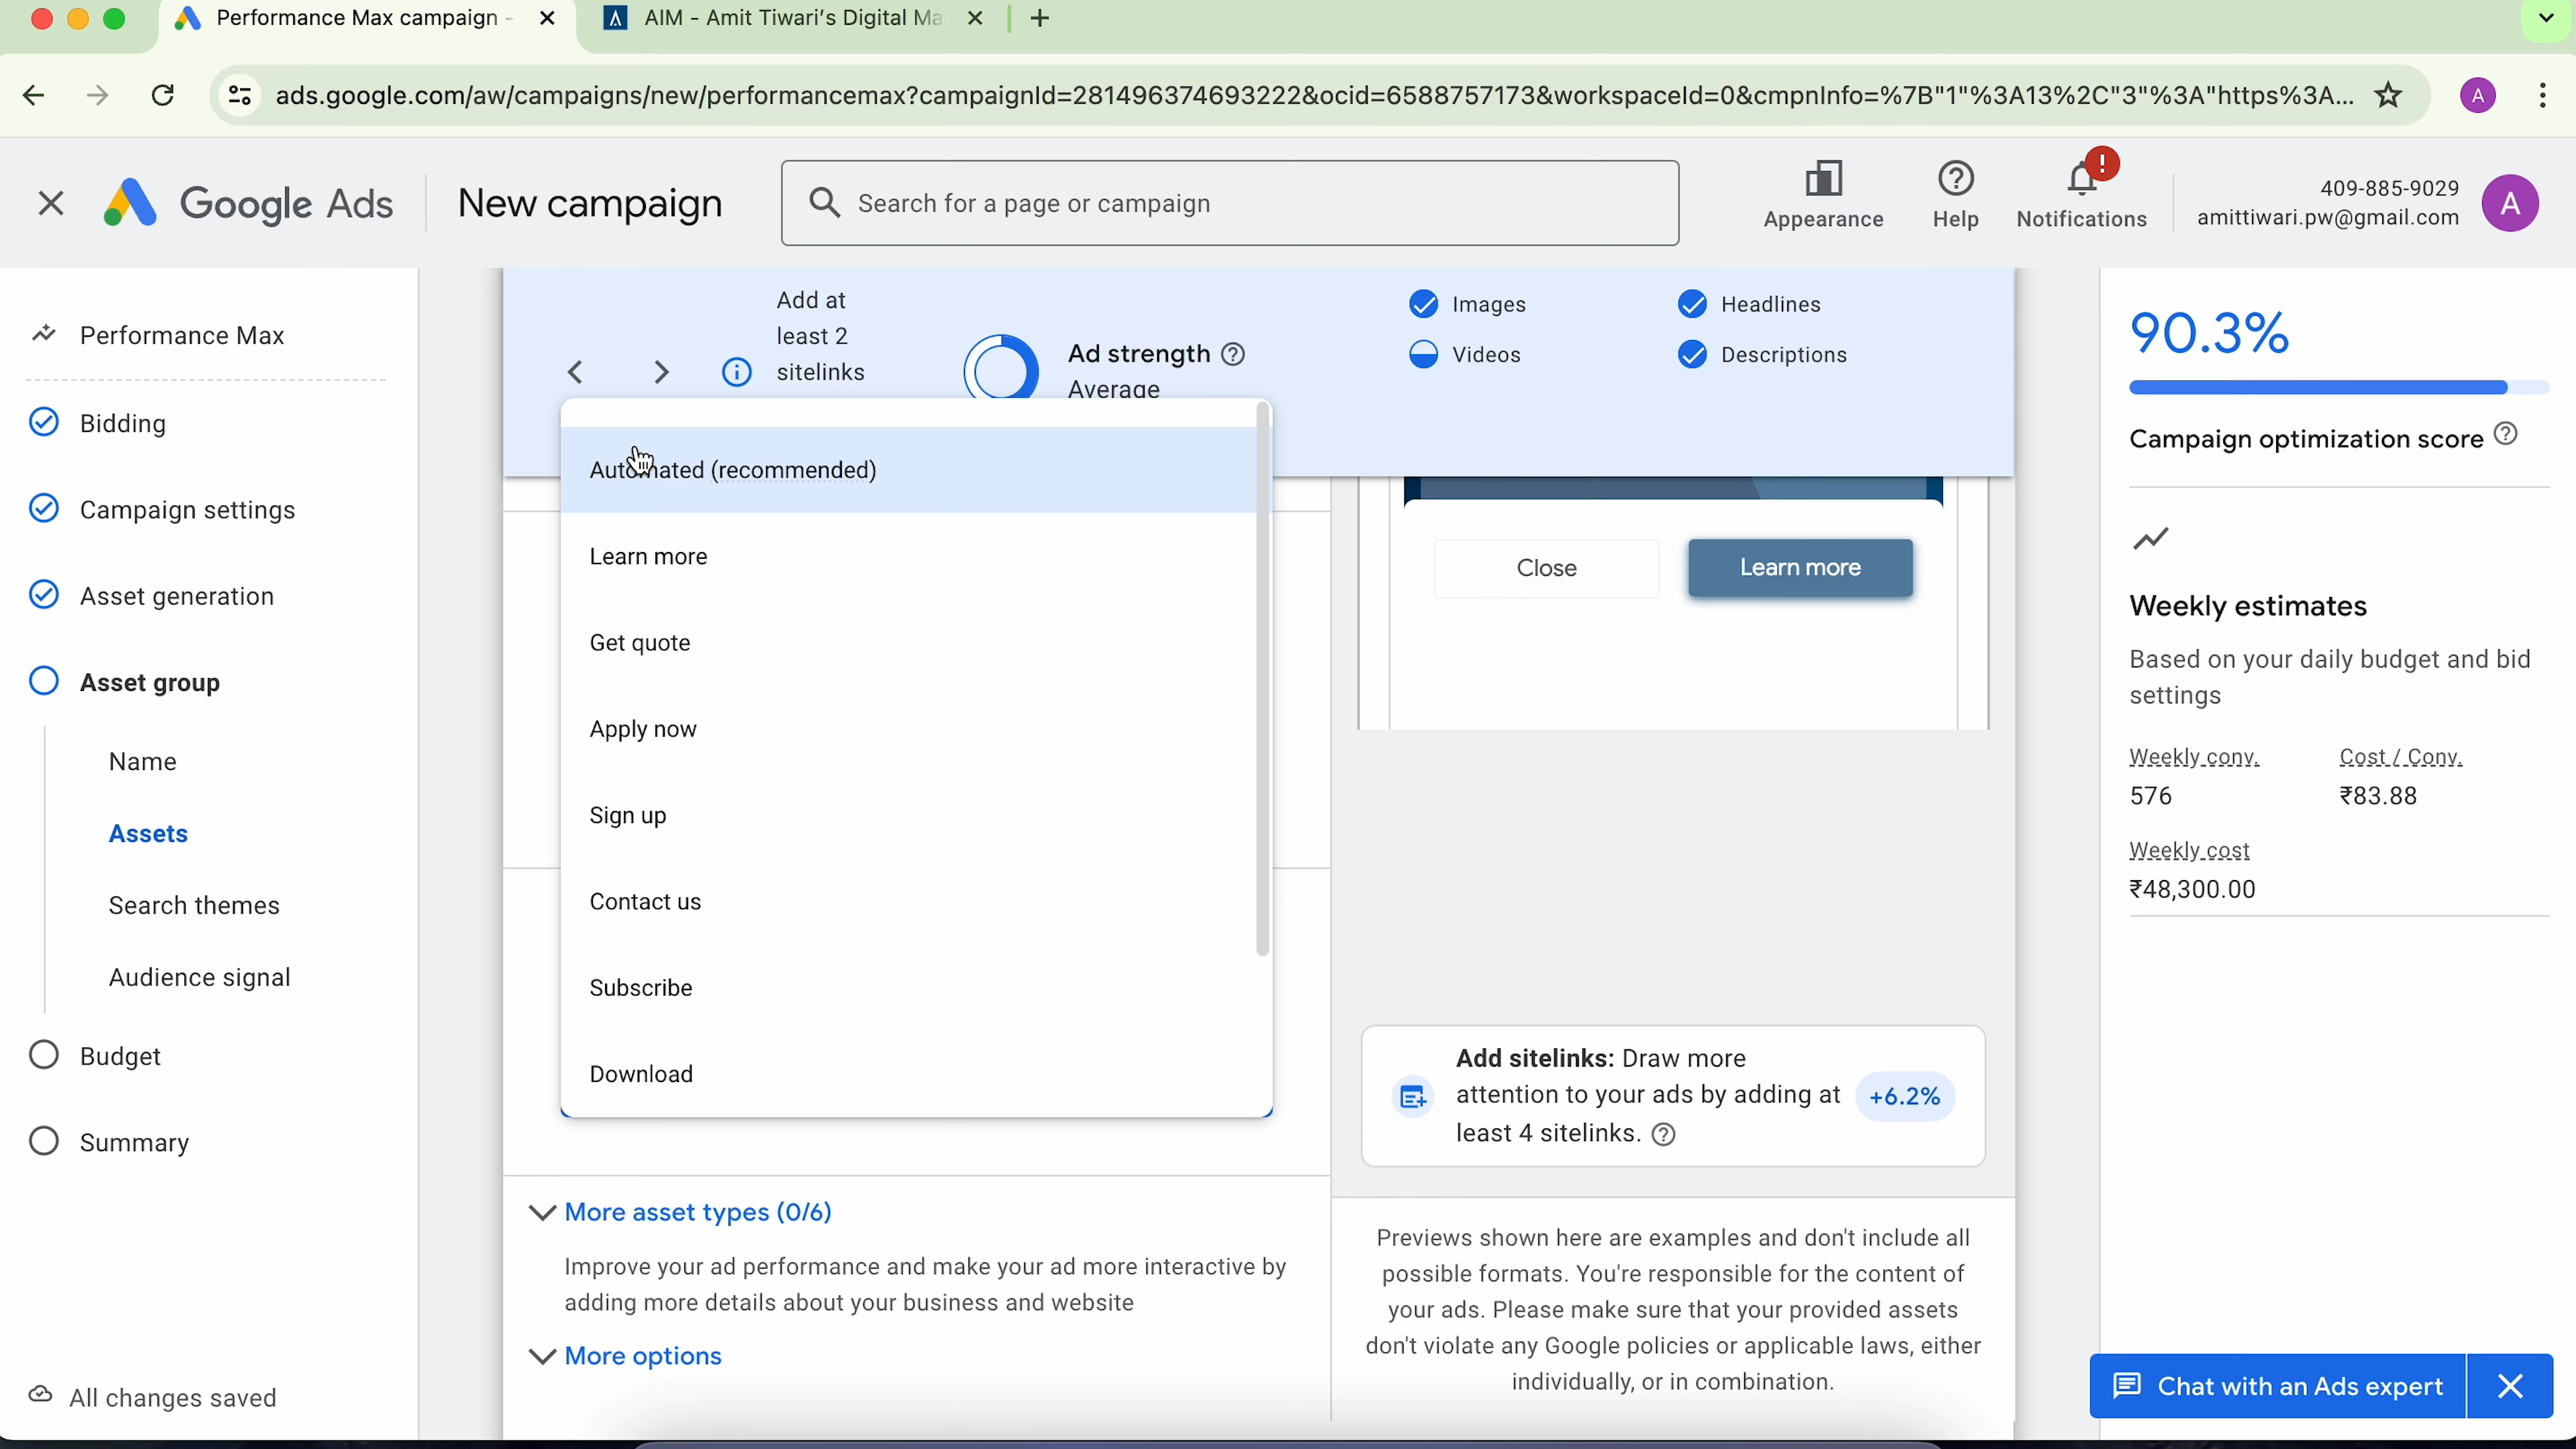 Performance Max campaign -
AIM - Amit Tiwari's Digital Ma
ads.google.com/aw/campaigns/new/performancemax?campaignId=281496374693222&ocid=6588757173&workspaceId=0&cmpnInfo=%7B"1"%3A13%2C"3"%3A"https%3A...
A
Google Ads
New campaign
Search for a page or campaign
Appearance
Help
Notifications
409-885-9029
amittiwari.pw@gmail.com
A
Performance Max
Bidding
Campaign settings
Asset generation
Asset group
Name
Assets
Search themes
Audience signal
Budget
Summary
All changes saved
Add at
least 2
sitelinks
Ad strength
Average
Images
Headlines
Videos
Descriptions
Automated (recommended)
Learn more
Get quote
Apply now
Sign up
Contact us
Subscribe
Download
Close
Learn more
Add sitelinks: Draw more
attention to your ads by adding at
least 4 sitelinks.
+6.2%
More asset types (0/6)
Improve your ad performance and make your ad more interactive by
adding more details about your business and website
More options
Previews shown here are examples and don't include all
possible formats. You're responsible for the content of
your ads. Please make sure that your provided assets
don't violate any Google policies or applicable laws, either
individually, or in combination.
90.3%
Campaign optimization score
Weekly estimates
Based on your daily budget and bid
settings
Weekly conv.
Cost / Conv.
576
₹83.88
Weekly cost
₹48,300.00
Chat with an Ads expert